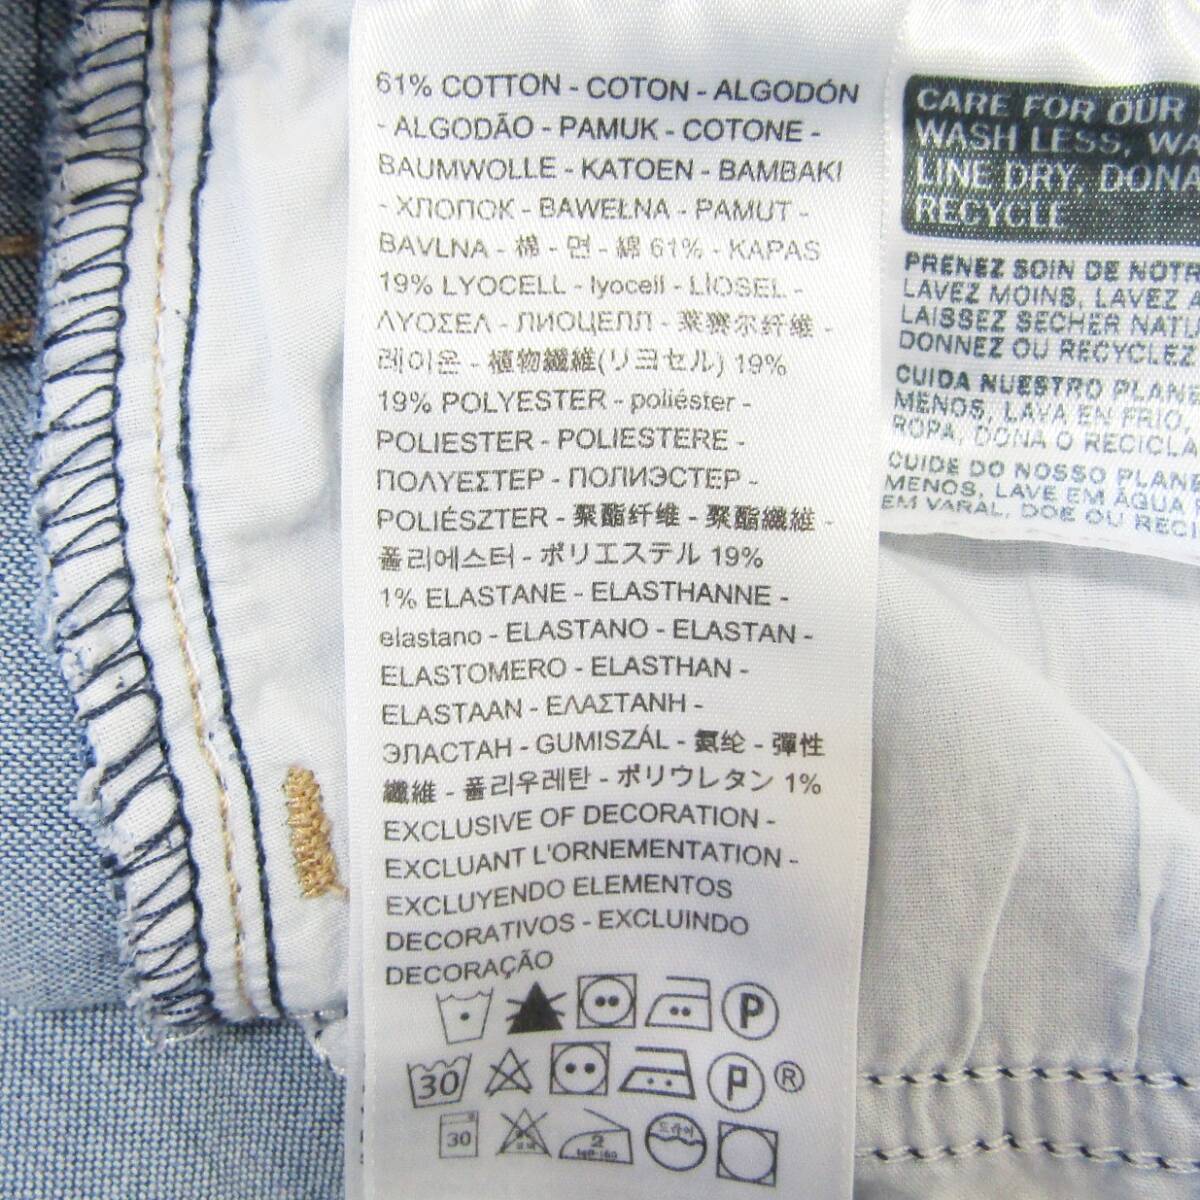 61% COTTON - COTON - ALGODÓN
- ALGODÃO - PAMUK - COTONE -
BAUMWOLLE - KATOEN - BAMBAKI
- ХЛОПОК - BAWEŁNA - PAMUT -
BAVLNA - 棉 - 면 - 綿 61% - KAPAS
19% LYOCELL - lyocell - LİOSEL -
ΛΥΟΣΕΛ - ЛИОЦЕЛЛ - 莱赛尔纤维 -
레이온 - 植物繊維(リヨセル) 19%
19% POLYESTER - poliéster -
POLIESTER - POLIESTERE -
ΠΟΛΥΕΣΤΕΡ - ПОЛИЭСТЕР -
POLIÉSZTER - 聚酯纤维 - 聚酯纖維 -
폴리에스터 - ポリエステル 19%
1% ELASTANE - ELASTHANNE -
elastano - ELASTANO - ELASTAN -
ELASTOMERO - ELASTHAN -
ELASTAAN - ΕΛΑΣΤΑΝΗ -
ЭЛАСТАН - GUMISZÁL - 氨纶 - 彈性
纖維 - 폴리우레탄 - ポリウレタン 1%
EXCLUSIVE OF DECORATION -
EXCLUANT L'ORNEMENTATION -
EXCLUYENDO ELEMENTOS
DECORATIVOS - EXCLUINDO
DECORAÇÃO
P
30 P ®
30 2 드라이
CARE FOR OUR
WASH LESS, WA
LINE DRY, DONA
RECYCLE
PRENEZ SOIN DE NOTR
LAVEZ MOINS, LAVEZ
LAISSEZ SECHER NATU
DONNEZ OU RECYCLEZ
CUIDA NUESTRO PLANE
MENOS, LAVA EN FRIO,
ROPA, DONA O RECICLA
CUIDE DO NOSSO PLANE
MENOS, LAVE EM ÁGUA
EM VARAL, DOE OU RECI